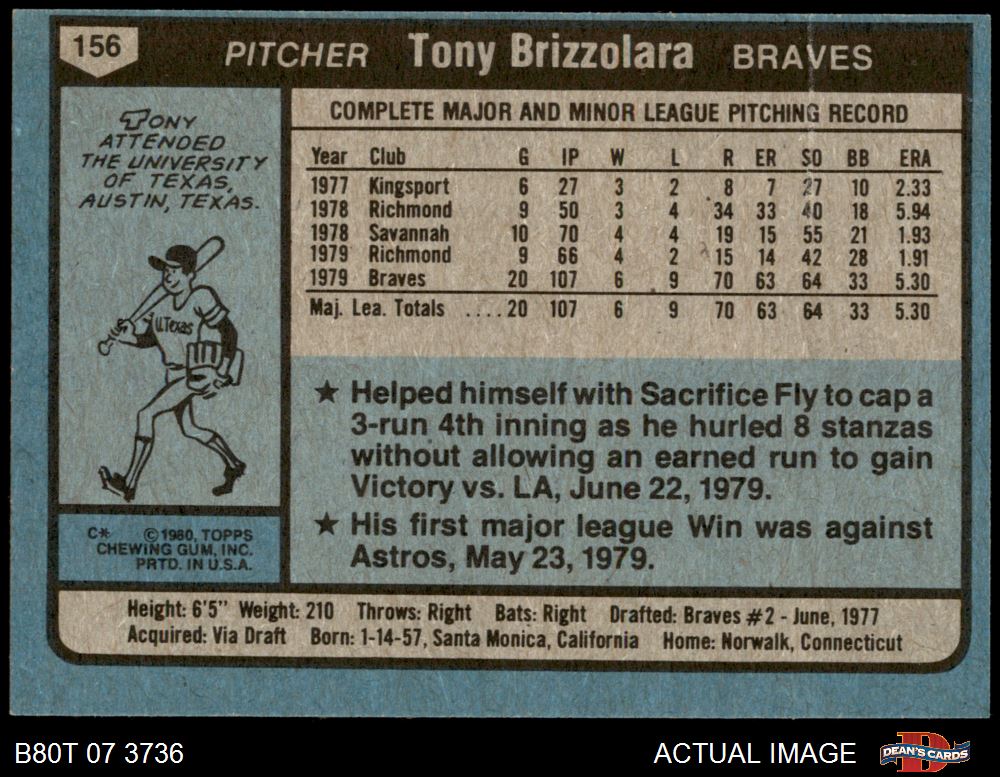 156
PITCHER Tony Brizzolara BRAVES
TONY
ATTENDED
THE UNIVERSITY
OF TEXAS,
AUSTIN, TEXAS.
U.Texas
C* ©1980, TOPPS
CHEWING GUM, INC.
PRTD. IN U.S.A.
COMPLETE MAJOR AND MINOR LEAGUE PITCHING RECORD
Year Club G IP W L R ER SO BB ERA
1977 Kingsport 6 27 3 2 8 7 27 10 2.33
1978 Richmond 9 50 3 4 34 33 40 18 5.94
1978 Savannah 10 70 4 4 19 15 55 21 1.93
1979 Richmond 9 66 4 2 15 14 42 28 1.91
1979 Braves 20 107 6 9 70 63 64 33 5.30
Maj. Lea. Totals ....20 107 6 9 70 63 64 33 5.30
★ Helped himself with Sacrifice Fly to cap a
3-run 4th inning as he hurled 8 stanzas
without allowing an earned run to gain
Victory vs. LA, June 22, 1979.
★ His first major league Win was against
Astros, May 23, 1979.
Height: 6'5" Weight: 210 Throws: Right Bats: Right Drafted: Braves #2 - June, 1977
Acquired: Via Draft Born: 1-14-57, Santa Monica, California Home: Norwalk, Connecticut
B80T 07 3736 ACTUAL IMAGE DEAN'S CARDS